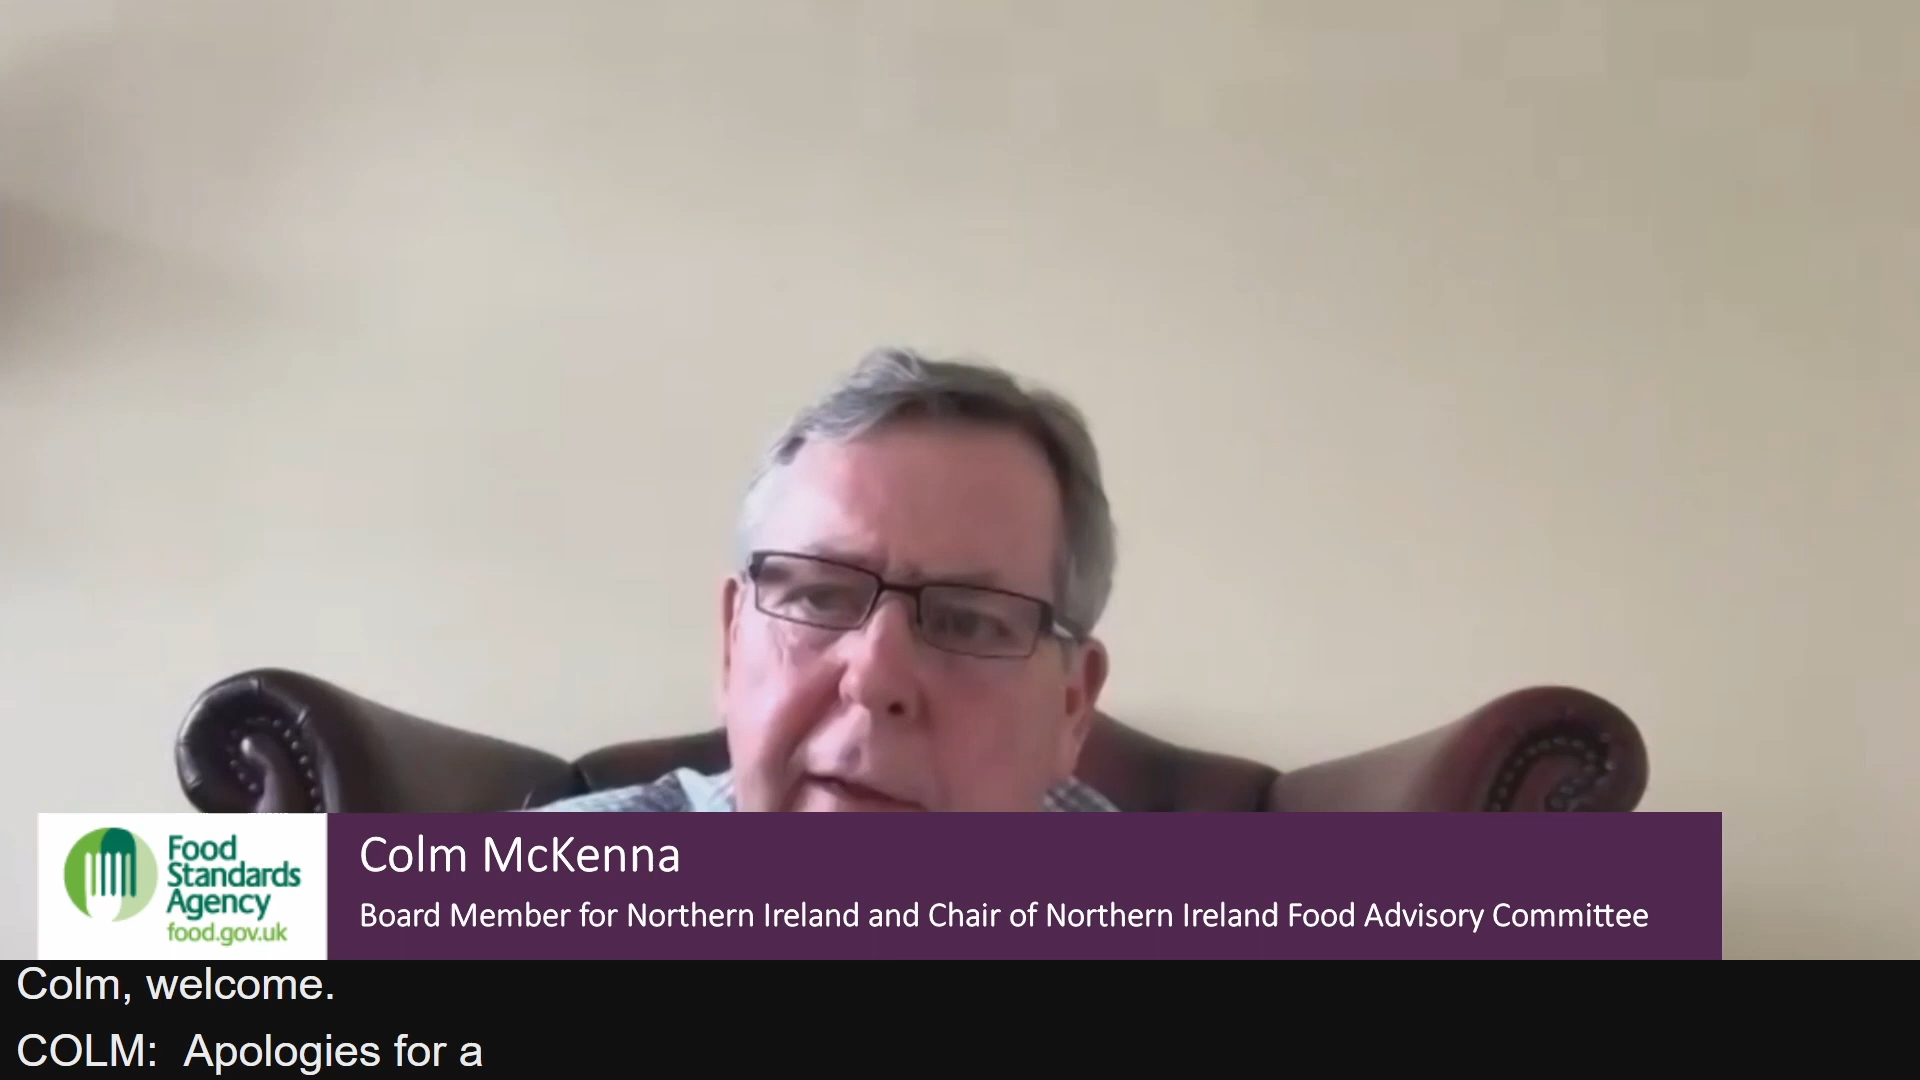 Food
Standards
Agency
food.gov.uk
Colm McKenna
Board Member for Northern Ireland and Chair of Northern Ireland Food Advisory Committee
Colm, welcome.
COLM:  Apologies for a